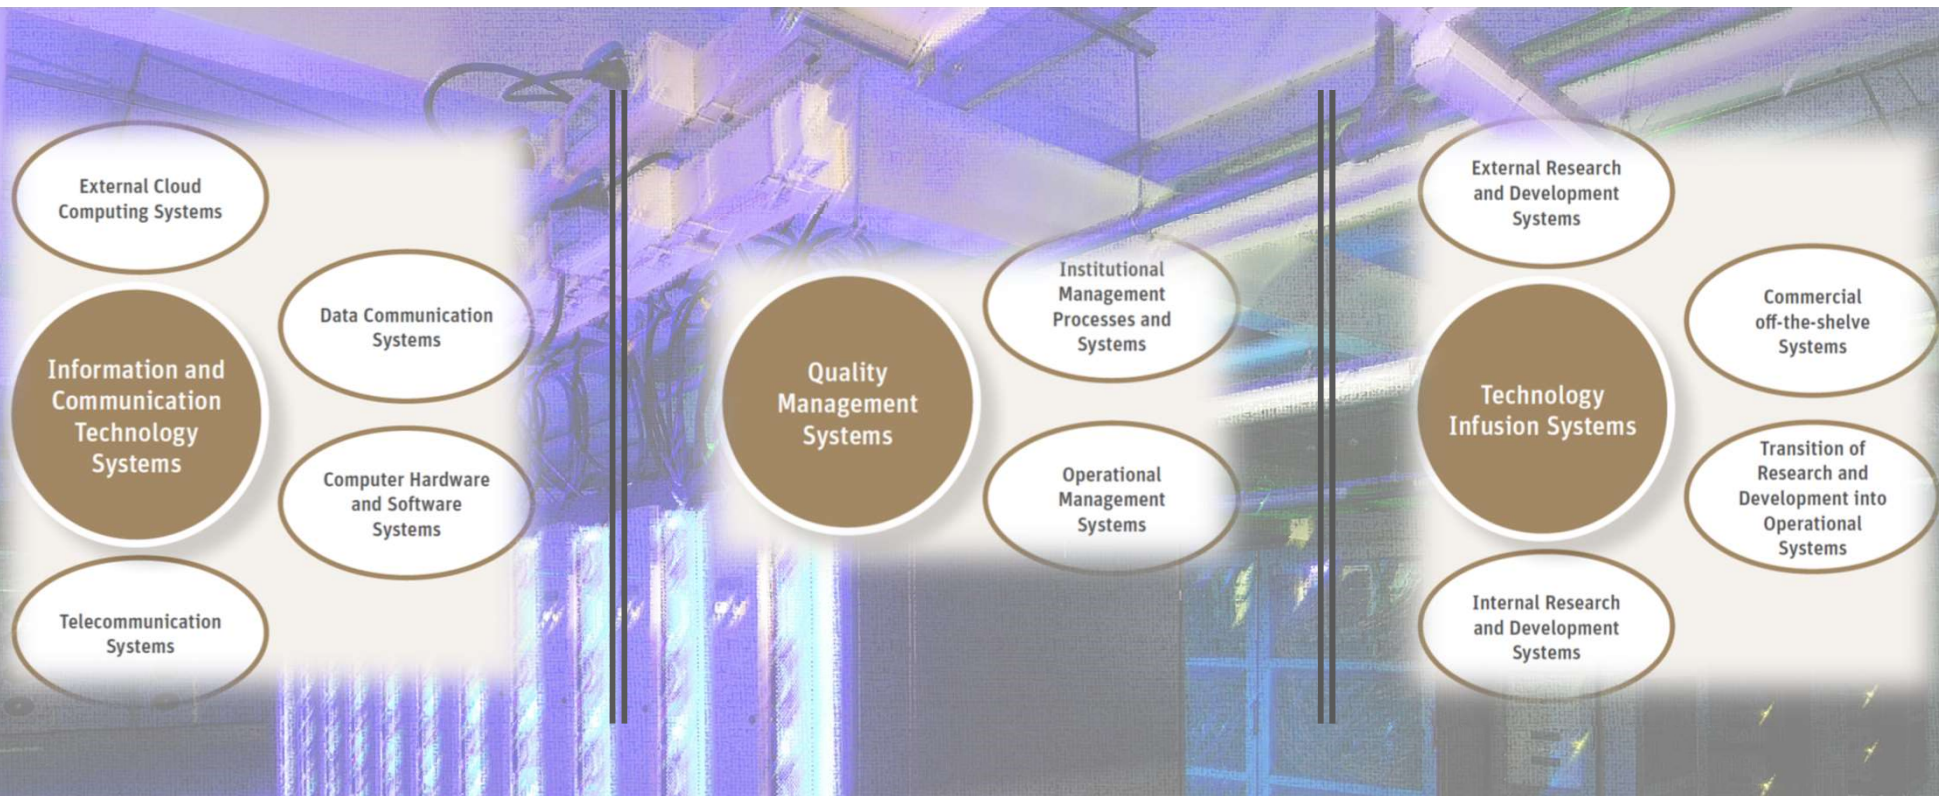 External Cloud
Computing Systems
Data Communication
Systems
Information and
Communication
Technology
Systems
Computer Hardware
and Software
Systems
Telecommunication
Systems
Institutional
Management
Processes and
Systems
Quality
Management
Systems
Operational
Management
Systems
External Research
and Development
Systems
Commercial
off-the-shelve
Systems
Technology
Infusion Systems
Transition of
Research and
Development into
Operational
Systems
Internal Research
and Development
Systems